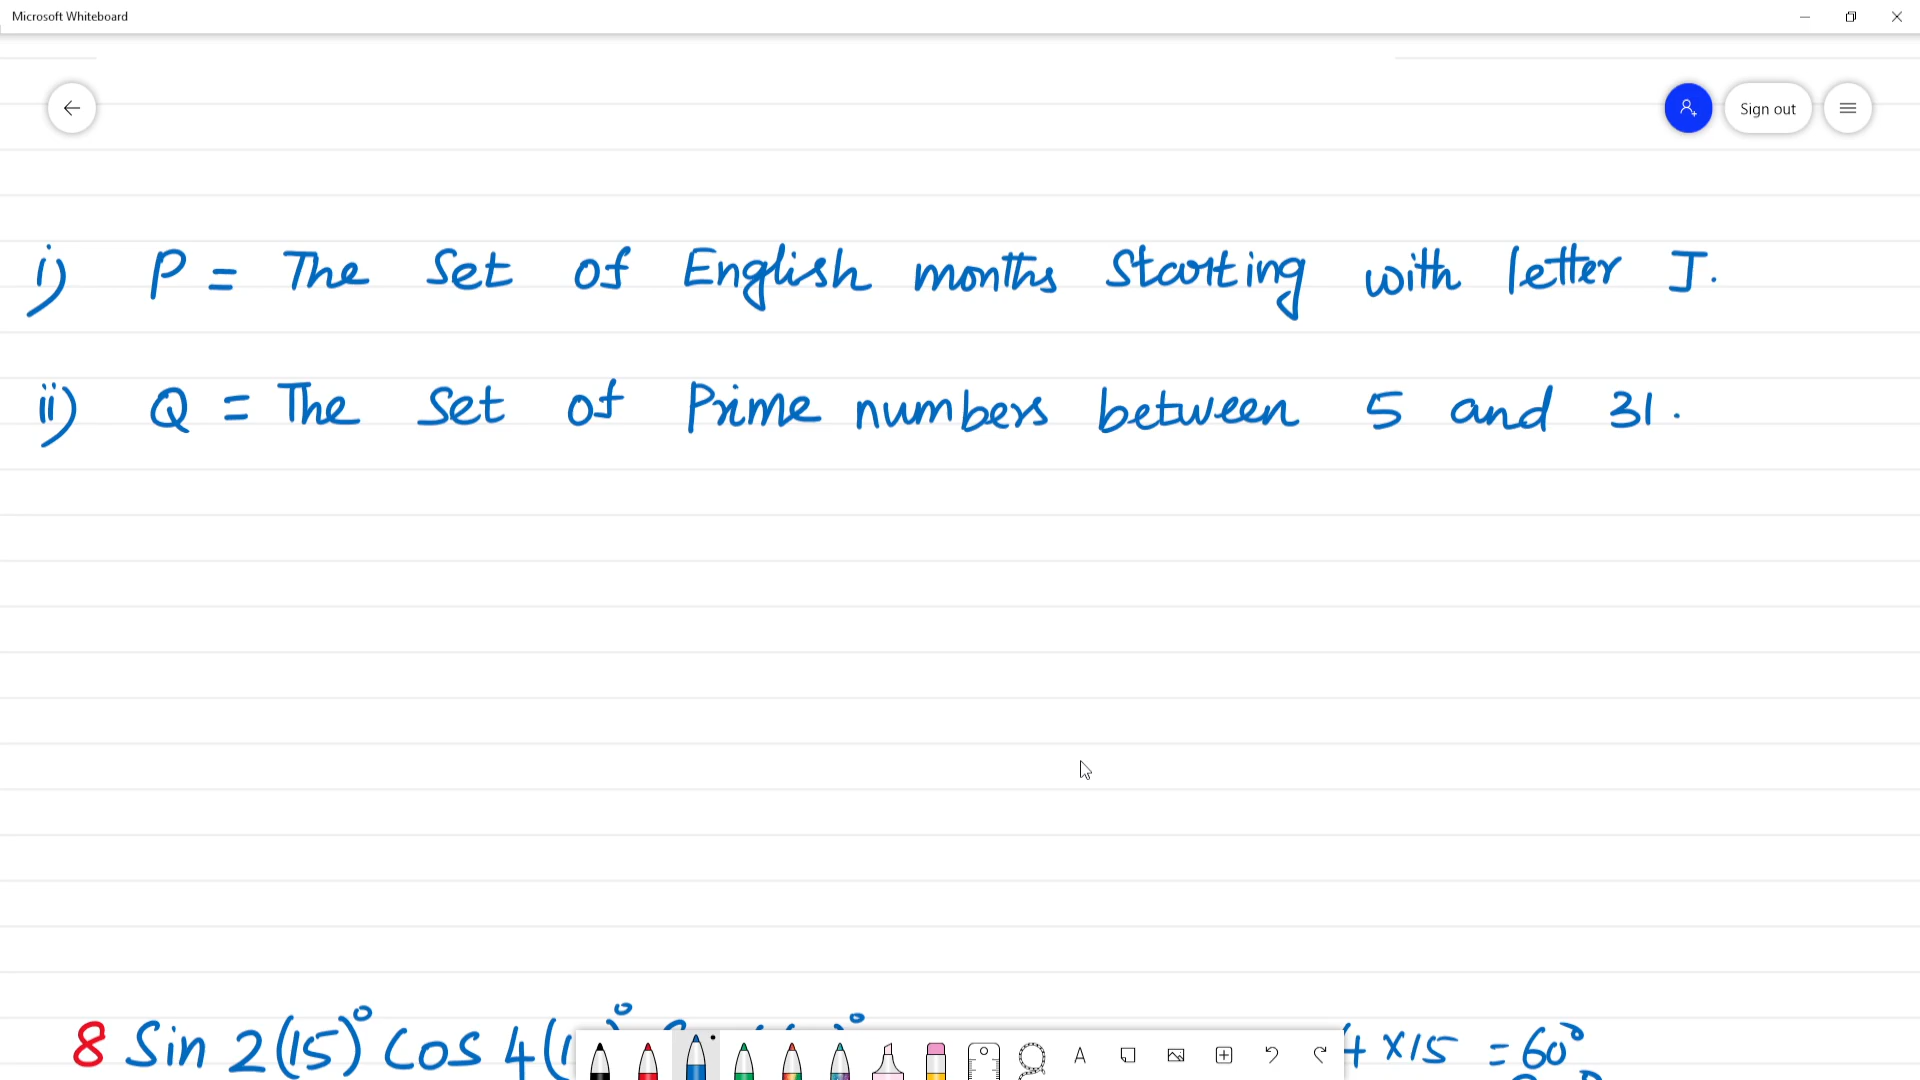 Microsoft Whiteboard
Sign out
i) P = The Set of English months Starting with letter J.
ii) Q = The Set of Prime numbers between 5 and 31.
8 Sin 2(15)° Cos 4(1
4 ×15 = 60°
A